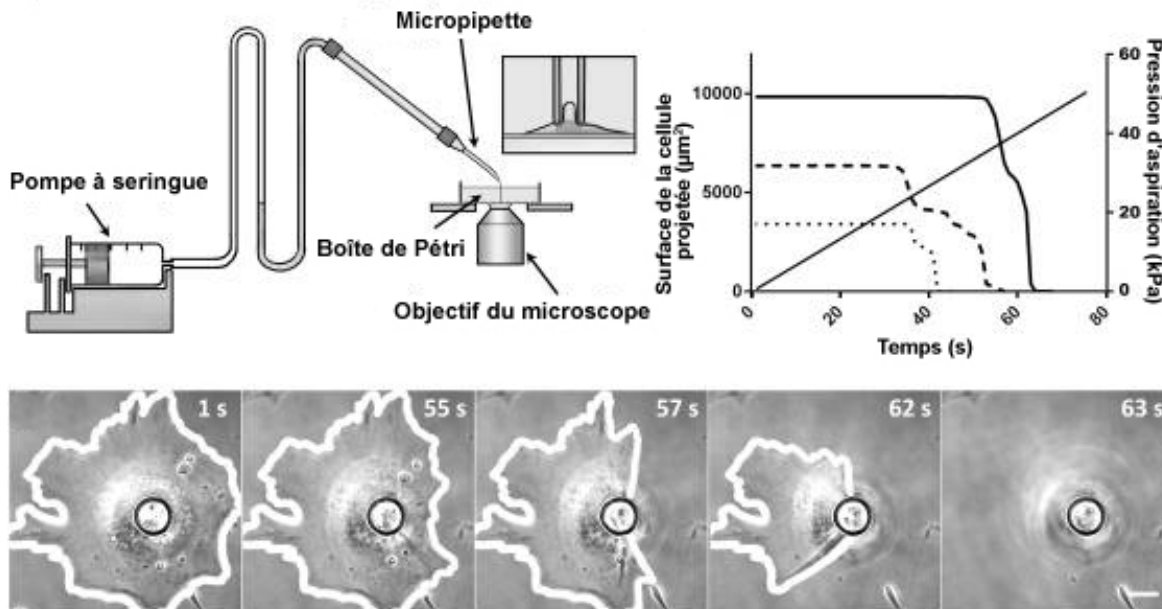 Micropipette
Pompe à seringue
Boîte de Pétri
Objectif du microscope
Surface de la cellule
projetée (µm²)
10000
5000
0
Pression d'aspiration (kPa)
60
40
20
0
0
20
40
60
80
Temps (s)
1 s
55 s
57 s
62 s
63 s